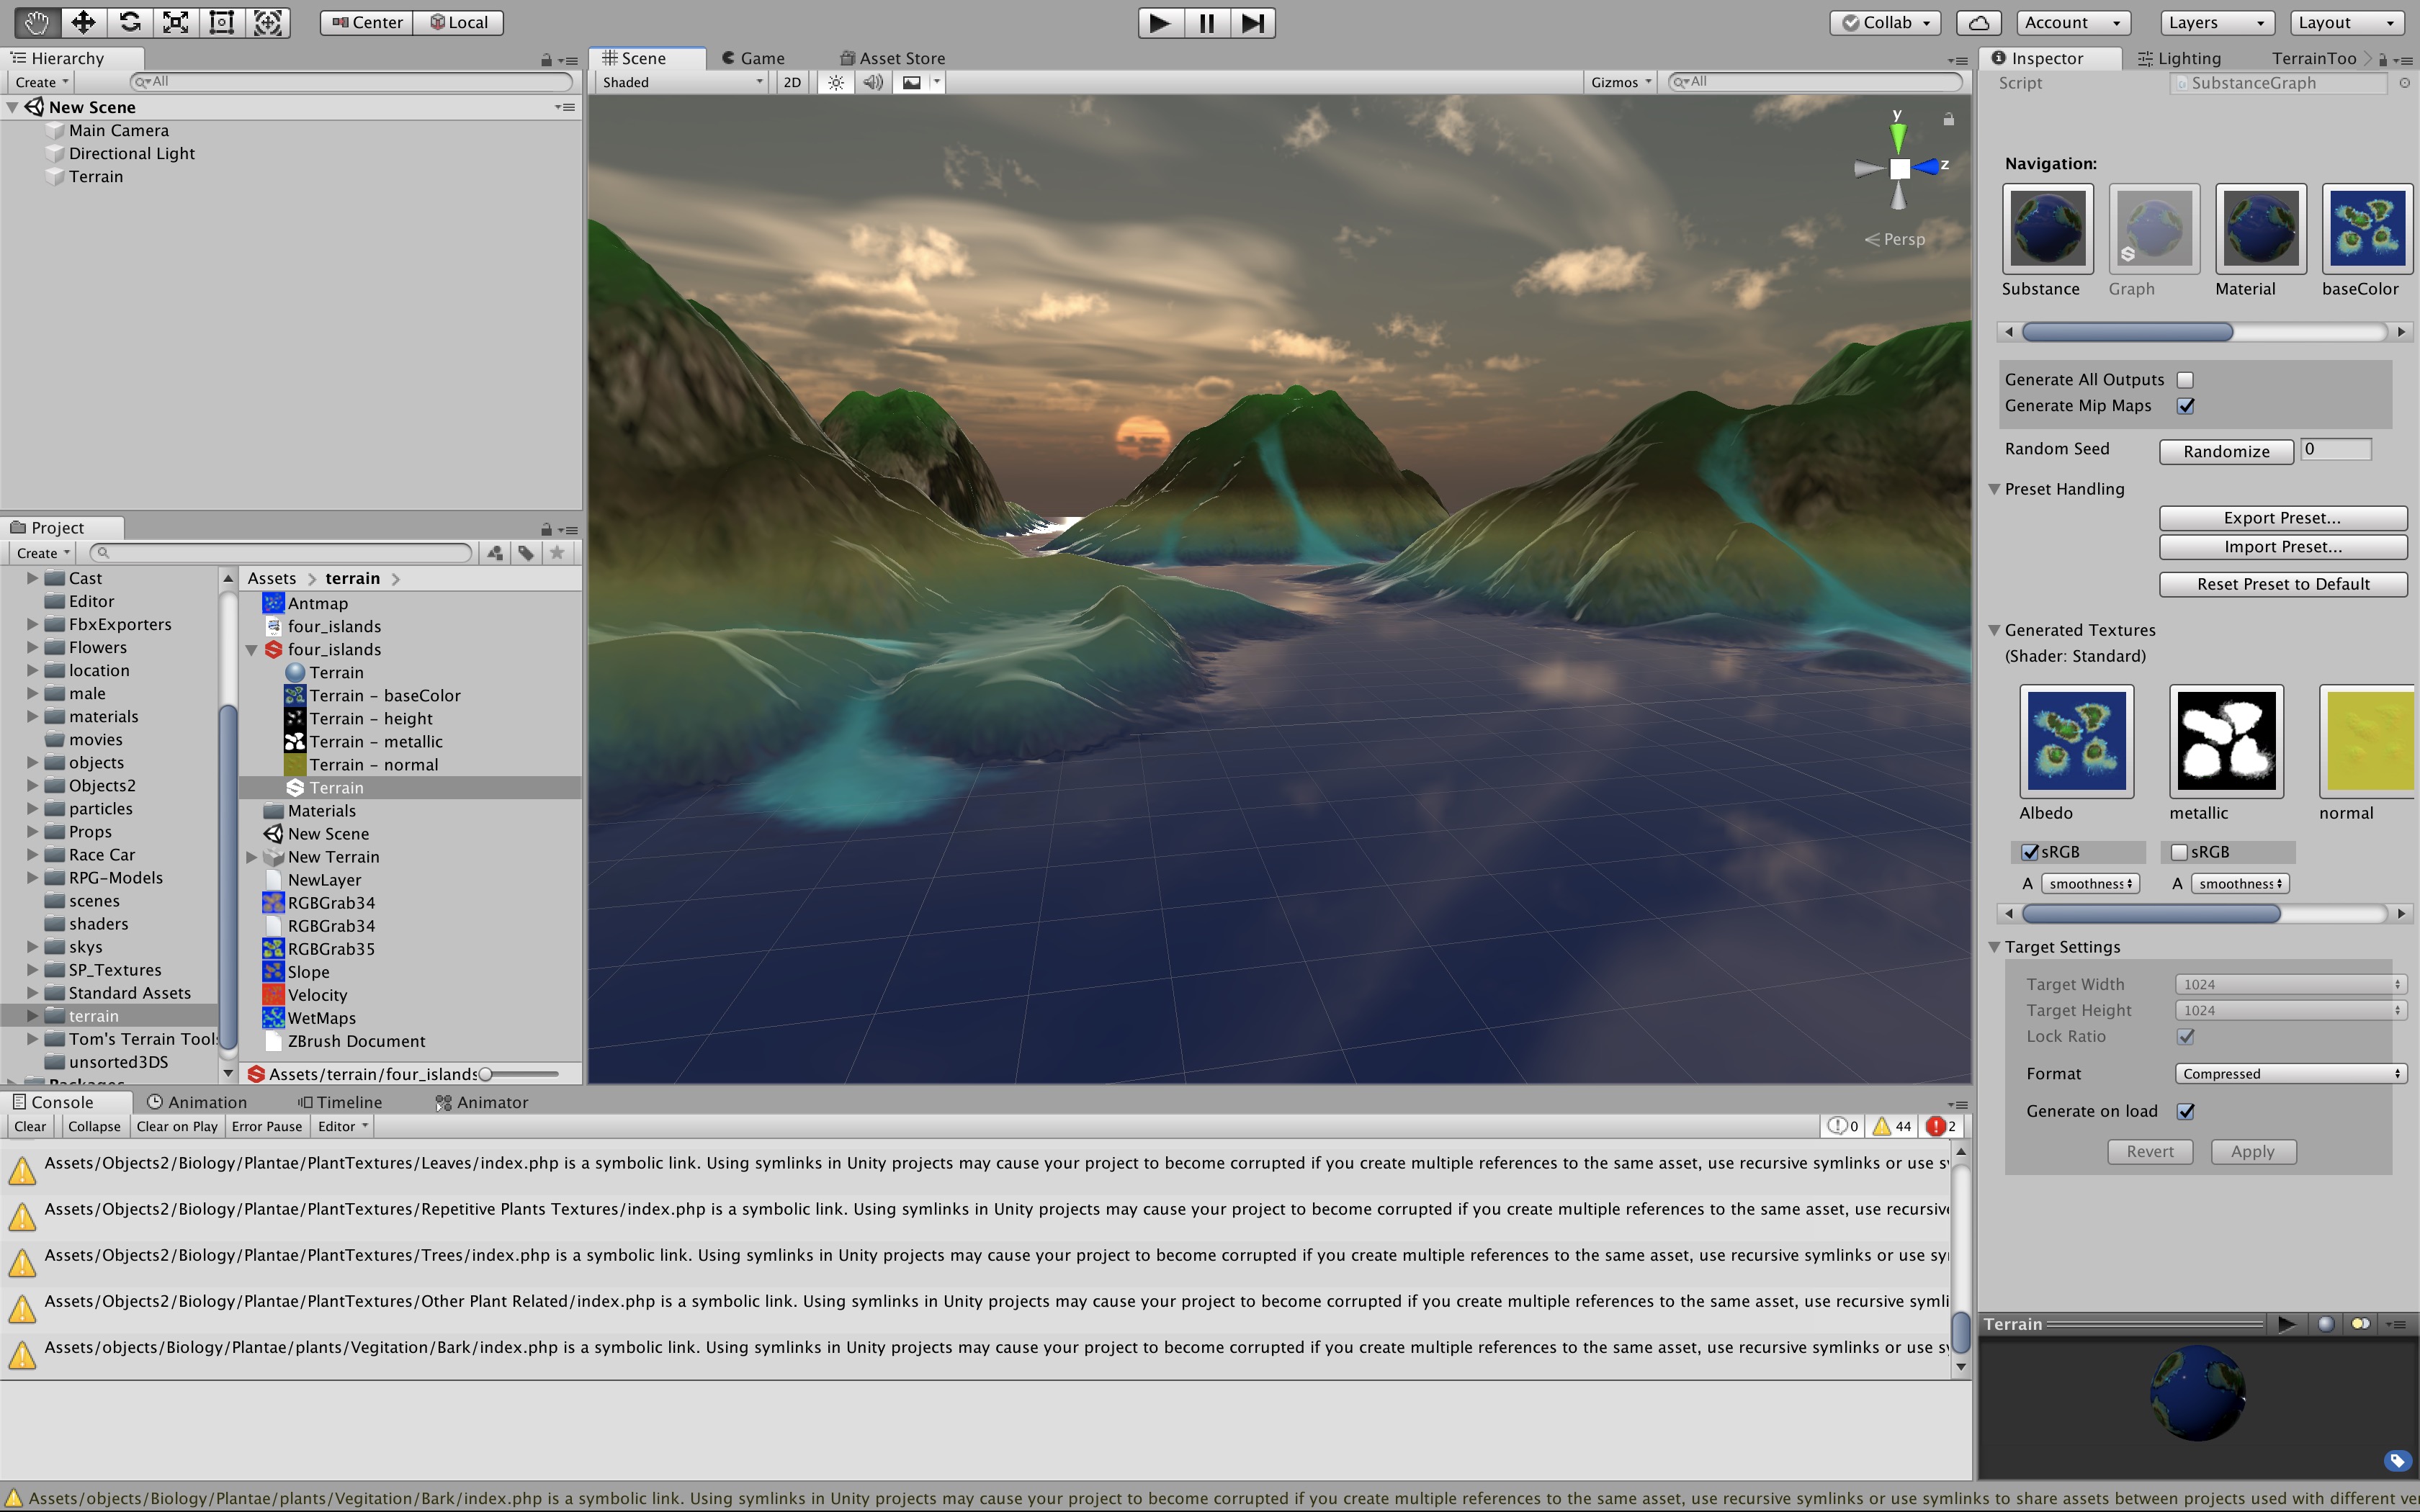 Center Local Collab Account Layers Layout
Hierarchy
Create All
New Scene
Main Camera
Directional Light
Terrain
Project
Create
Cast
Editor
FbxExporters
Flowers
location
male
materials
movies
objects
Objects2
particles
Props
Race Car
RPG-Models
scenes
shaders
skys
SP_Textures
Standard Assets
terrain
Tom's Terrain Tools
unsorted3DS
Packages
Assets > terrain >
Antmap
four_islands
four_islands
Terrain
Terrain - baseColor
Terrain - height
Terrain - metallic
Terrain - normal
Terrain
Materials
New Scene
New Terrain
NewLayer
RGBGrab34
RGBGrab34
RGBGrab35
Slope
Velocity
WetMaps
ZBrush Document
Assets/terrain/four_islands
Scene Game Asset Store
Shaded 2D Gizmos All
y
z
Persp
Inspector Lighting TerrainToo
Script SubstanceGraph
Navigation:
Substance Graph Material baseColor
Generate All Outputs
Generate Mip Maps
Random Seed Randomize 0
Preset Handling
Export Preset...
Import Preset...
Reset Preset to Default
Generated Textures
(Shader: Standard)
Albedo metallic normal
sRGB sRGB
A smoothness A smoothness
Target Settings
Target Width 1024
Target Height 1024
Lock Ratio
Format Compressed
Generate on load
Revert Apply
Terrain
Console Animation Timeline Animator
Clear Collapse Clear on Play Error Pause Editor 0 44 2
Assets/Objects2/Biology/Plantae/PlantTextures/Leaves/index.php is a symbolic link. Using symlinks in Unity projects may cause your project to become corrupted if you create multiple references to the same asset, use recursive symlinks or use sy
Assets/Objects2/Biology/Plantae/PlantTextures/Repetitive Plants Textures/index.php is a symbolic link. Using symlinks in Unity projects may cause your project to become corrupted if you create multiple references to the same asset, use recursive
Assets/Objects2/Biology/Plantae/PlantTextures/Trees/index.php is a symbolic link. Using symlinks in Unity projects may cause your project to become corrupted if you create multiple references to the same asset, use recursive symlinks or use sy
Assets/Objects2/Biology/Plantae/PlantTextures/Other Plant Related/index.php is a symbolic link. Using symlinks in Unity projects may cause your project to become corrupted if you create multiple references to the same asset, use recursive symli
Assets/objects/Biology/Plantae/plants/Vegitation/Bark/index.php is a symbolic link. Using symlinks in Unity projects may cause your project to become corrupted if you create multiple references to the same asset, use recursive symlinks or use sy
Assets/objects/Biology/Plantae/plants/Vegitation/Bark/index.php is a symbolic link. Using symlinks in Unity projects may cause your project to become corrupted if you create multiple references to the same asset, use recursive symlinks or use symlinks to share assets between projects used with different ve